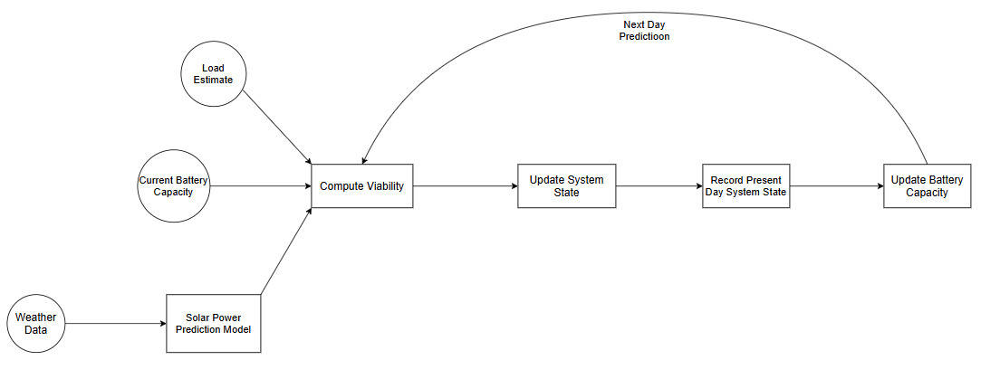 Next Day
Predictioon
Load
Estimate
Current Battery
Capacity
Compute Viability
Update System
State
Record Present
Day System State
Update Battery
Capacity
Weather
Data
Solar Power
Prediction Model